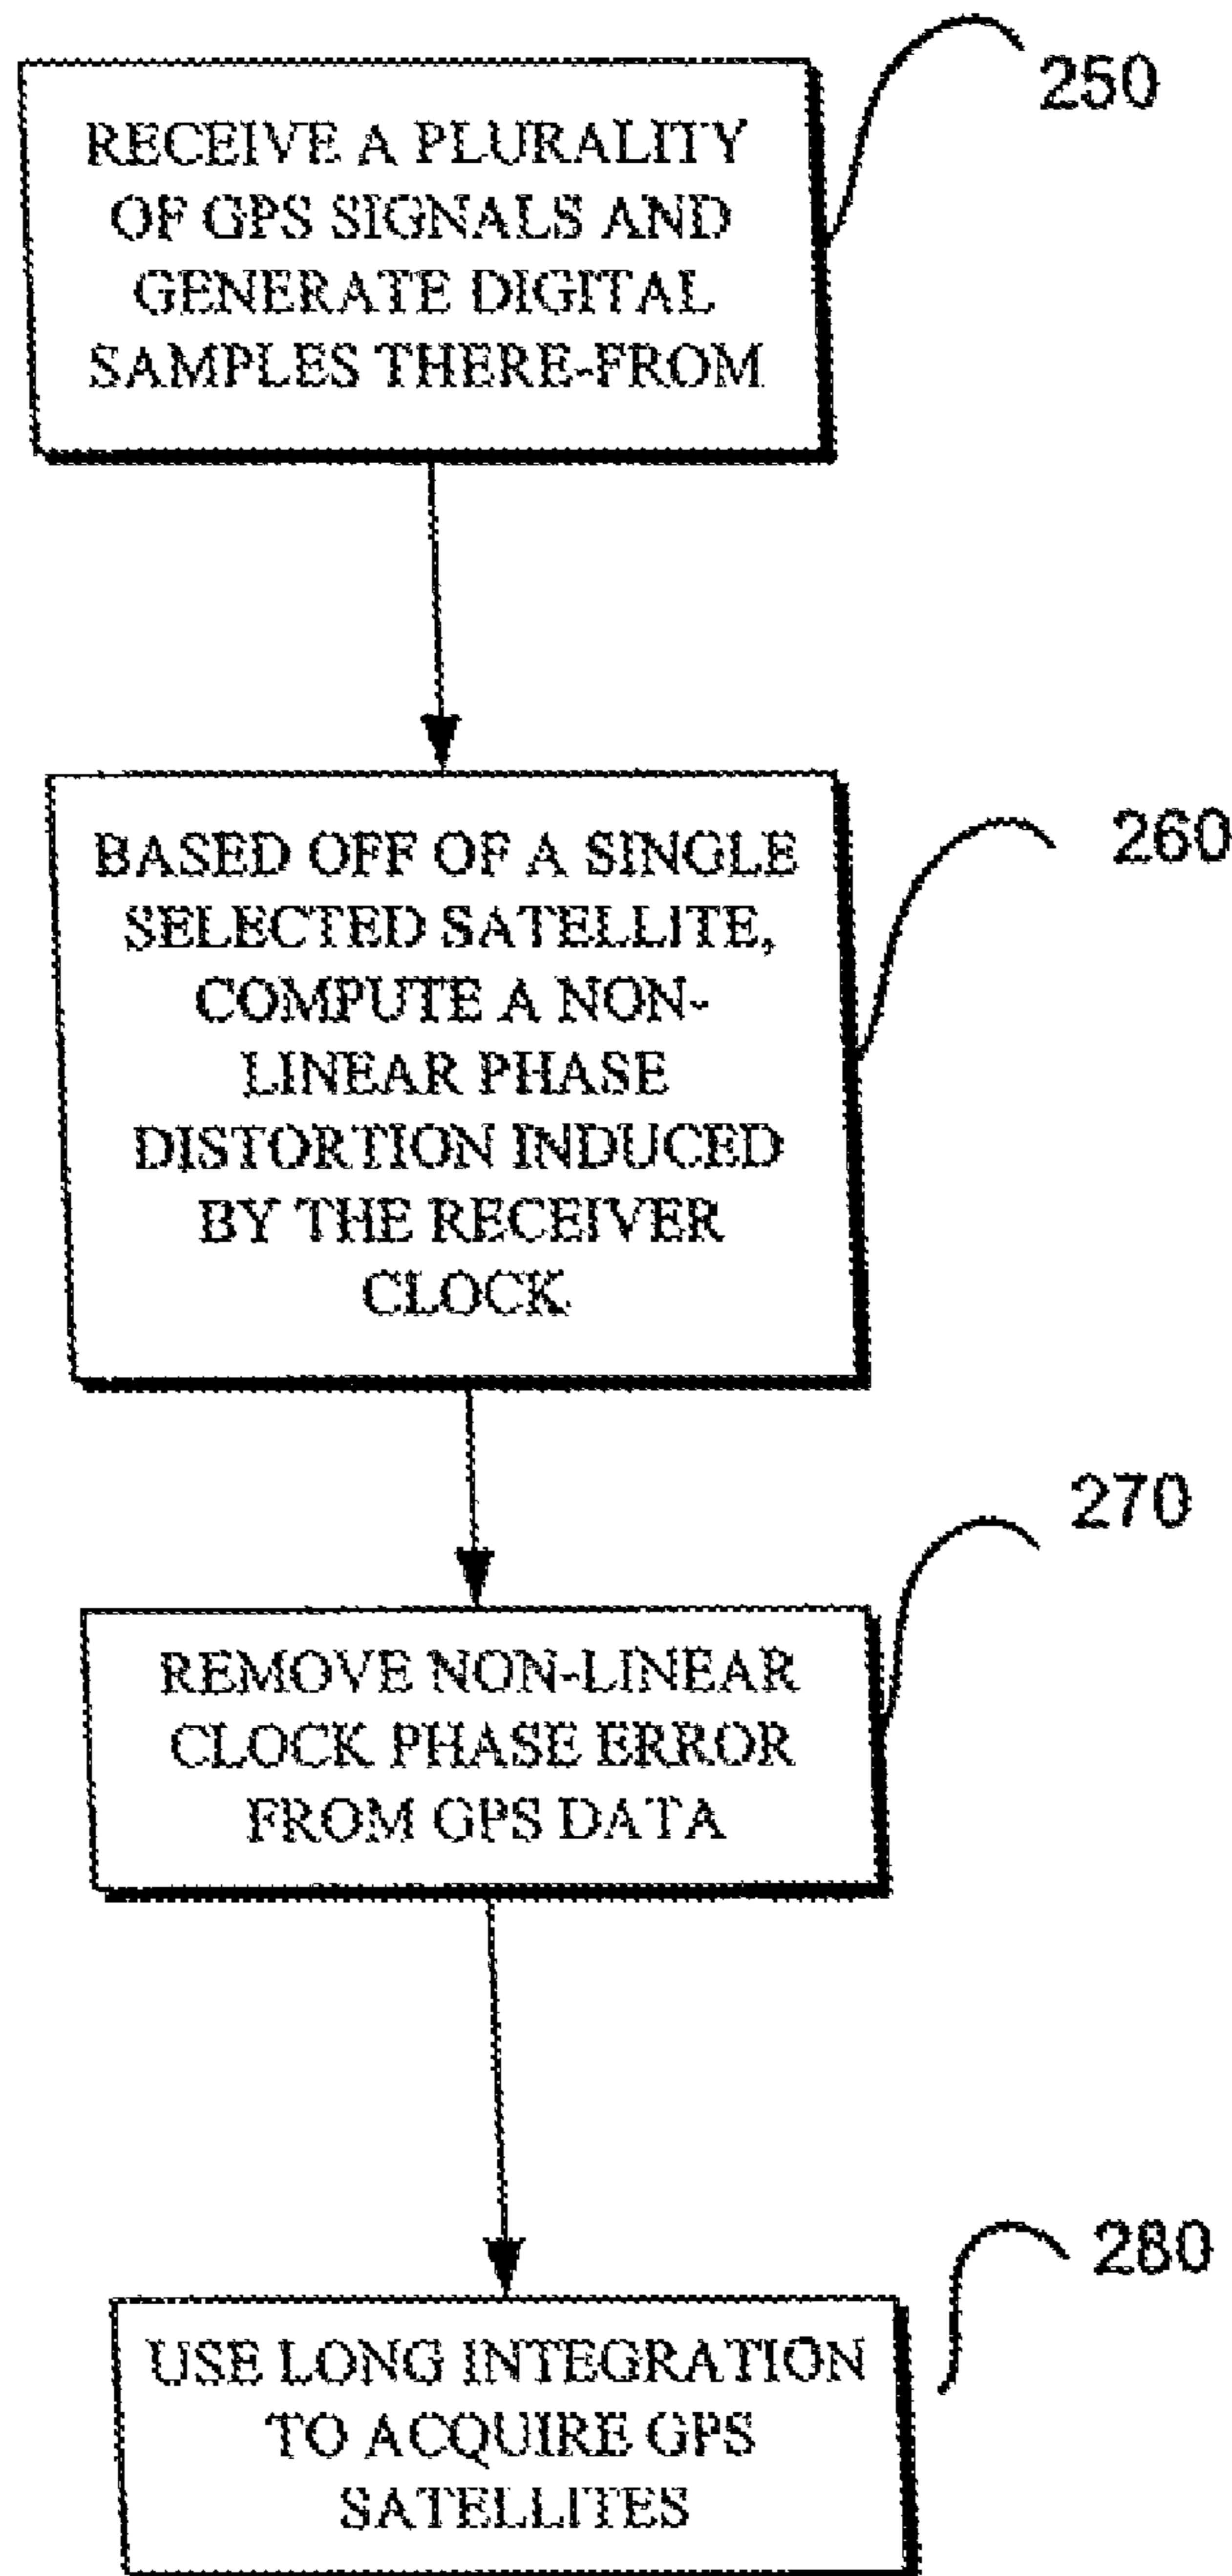 250
RECEIVE A PLURALITY
OF GPS SIGNALS AND
GENERATE DIGITAL
SAMPLES THERE-FROM
260
BASED OFF OF A SINGLE
SELECTED SATELLITE,
COMPUTE A NON-
LINEAR PHASE
DISTORTION INDUCED
BY THE RECEIVER
CLOCK
270
REMOVE NON-LINEAR
CLOCK PHASE ERROR
FROM GPS DATA
280
USE LONG INTEGRATION
TO ACQUIRE GPS
SATELLITES